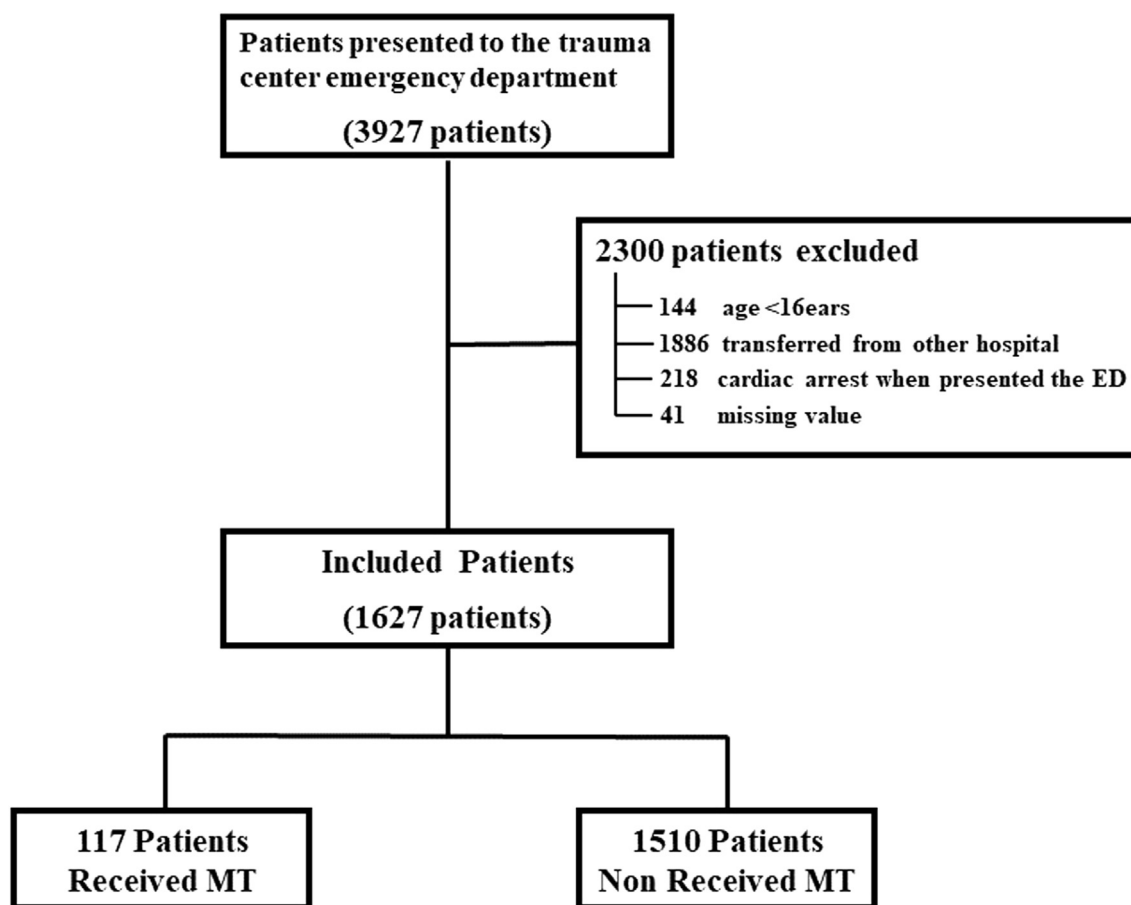 Patients presented to the trauma
center emergency department
(3927 patients)
2300 patients excluded
144 age <16ears
1886 transferred from other hospital
218 cardiac arrest when presented the ED
41 missing value
Included Patients
(1627 patients)
117 Patients
Received MT
1510 Patients
Non Received MT